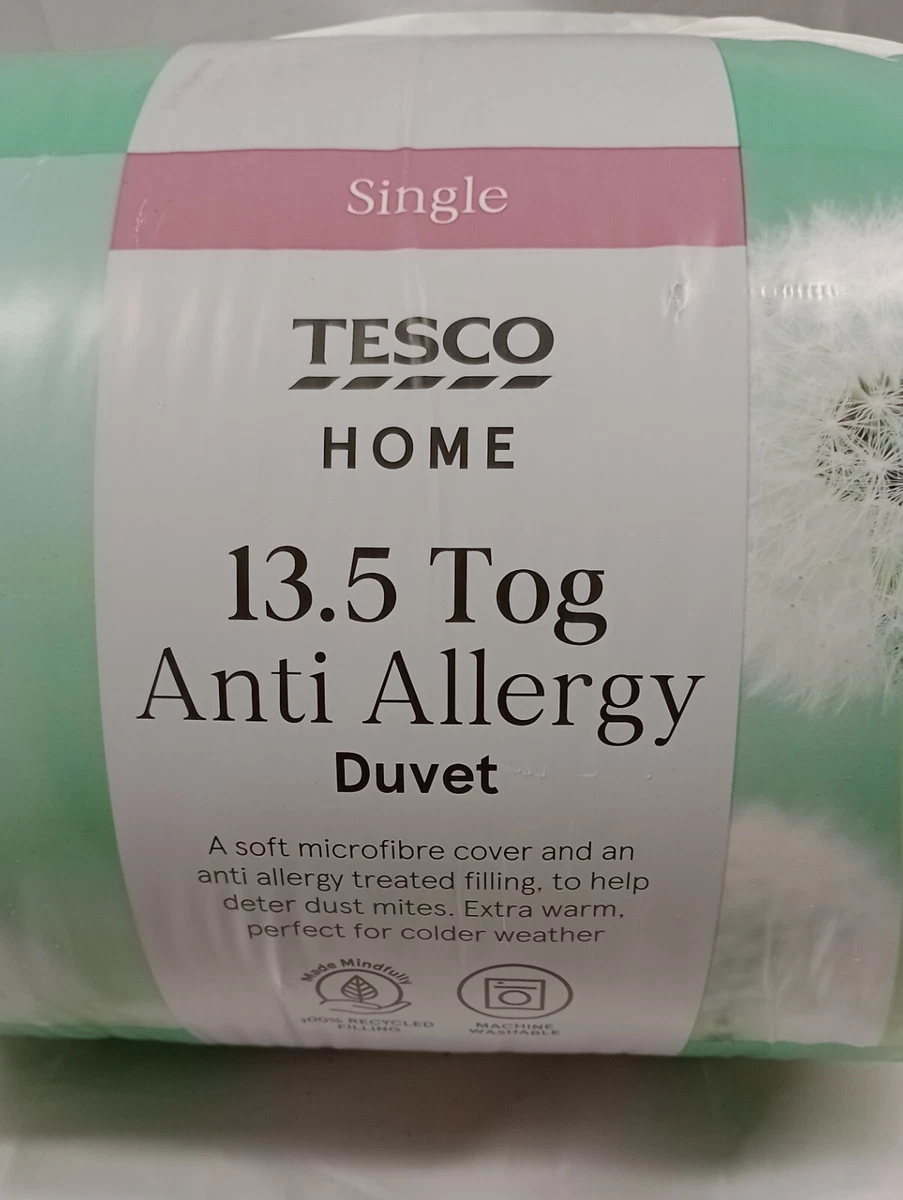 Single
TESCO
HOME
13.5 Tog
Anti Allergy
Duvet
A soft microfibre cover and an
anti allergy treated filling, to help
deter dust mites. Extra warm,
perfect for colder weather
Made Mindfully
100% RECYCLED
FILLING
MACHINE
WASHABLE